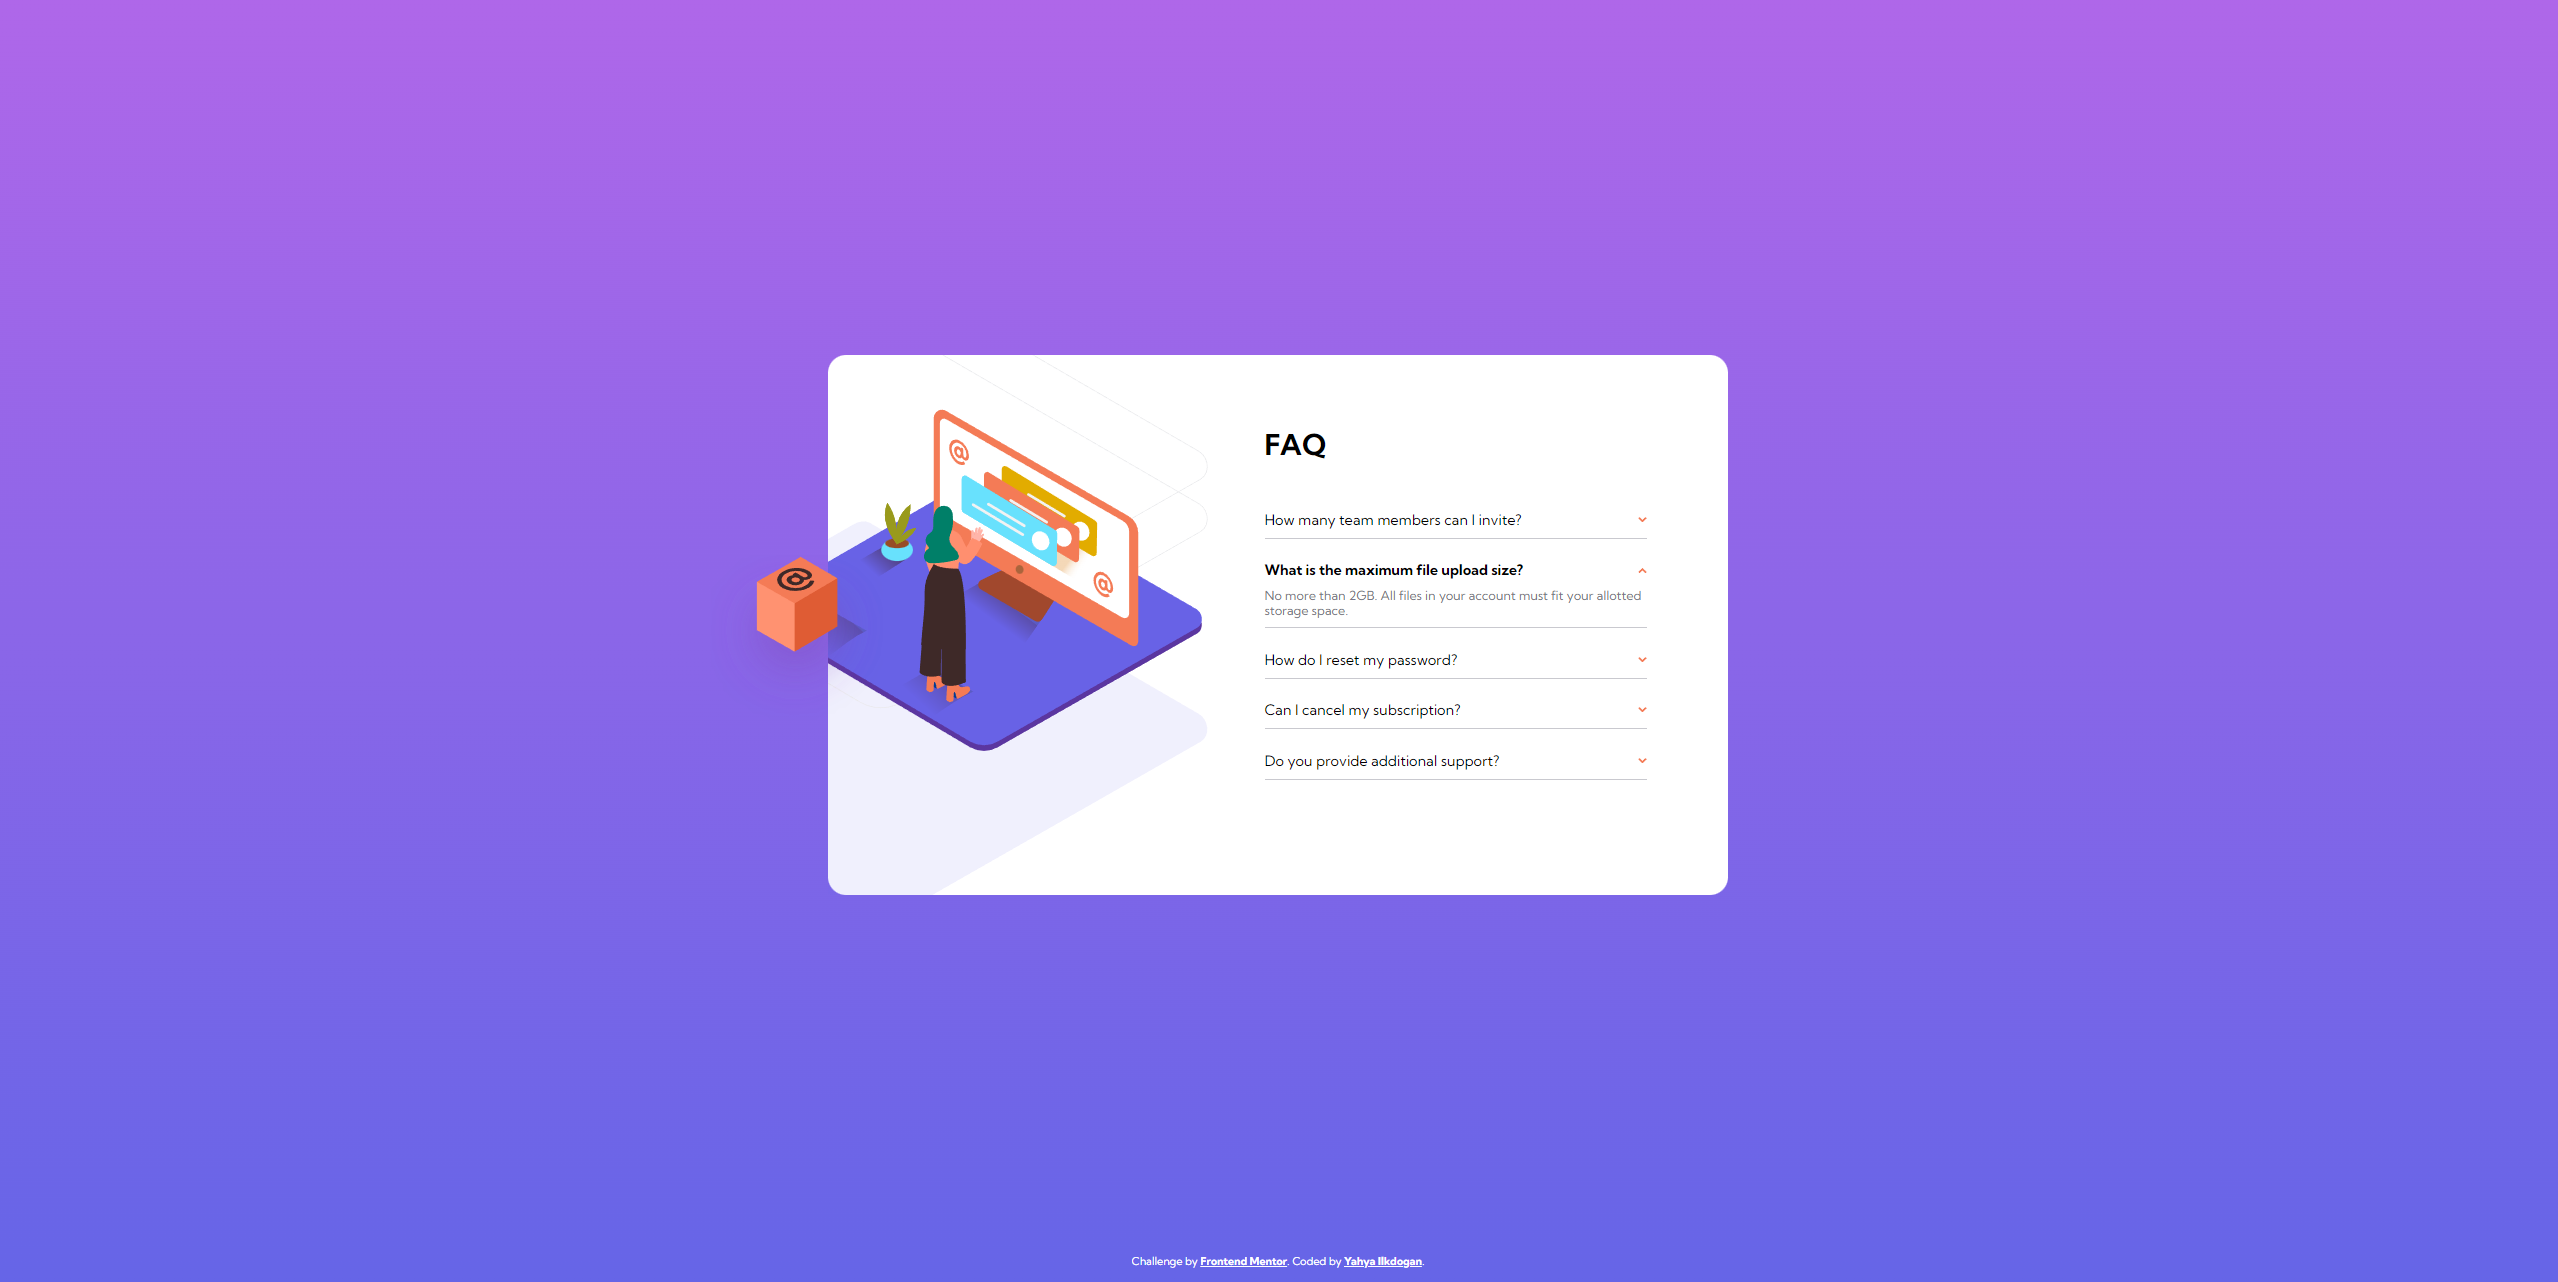 FAQ
How many team members can I invite?
What is the maximum file upload size?
No more than 2GB. All files in your account must fit your allotted
storage space.
How do I reset my password?
Can I cancel my subscription?
Do you provide additional support?
@
@
@
Challenge by Frontend Mentor. Coded by Yahya Ilkdogan.